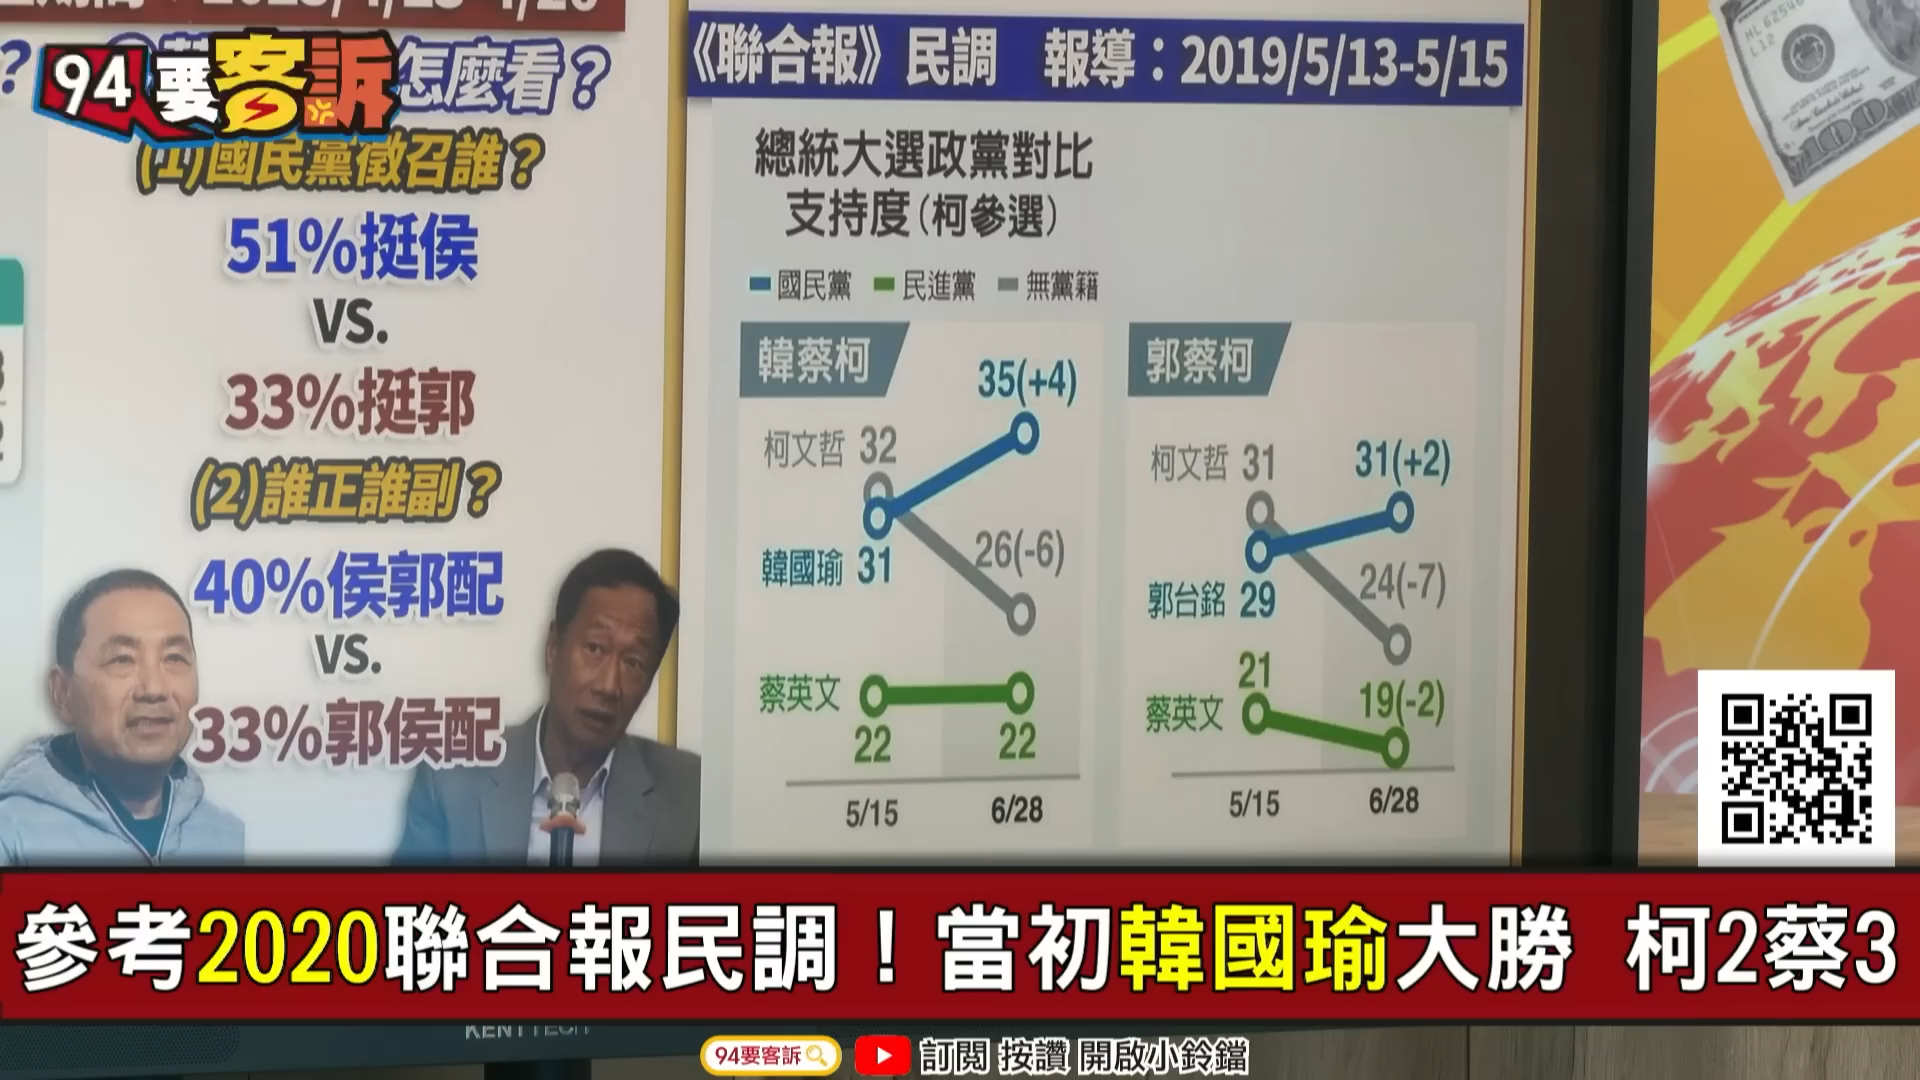 94要客訴
怎麼看？
(1)國民黨徵召誰？
51%挺侯
VS.
33%挺郭
(2)誰正誰副？
40%侯郭配
VS.
33%郭侯配
《聯合報》民調 報導：2019/5/13-5/15
總統大選政黨對比
支持度(柯參選)
國民黨 民進黨 無黨籍
韓蔡柯
35(+4)
柯文哲 32
26(-6)
韓國瑜 31
蔡英文
22 22
5/15 6/28
郭蔡柯
柯文哲 31 31(+2)
24(-7)
郭台銘 29
21
蔡英文 19(-2)
5/15 6/28
100
參考2020聯合報民調！當初韓國瑜大勝 柯2蔡3
KENTTECH
94要客訴 訂閱 按讚 開啟小鈴鐺